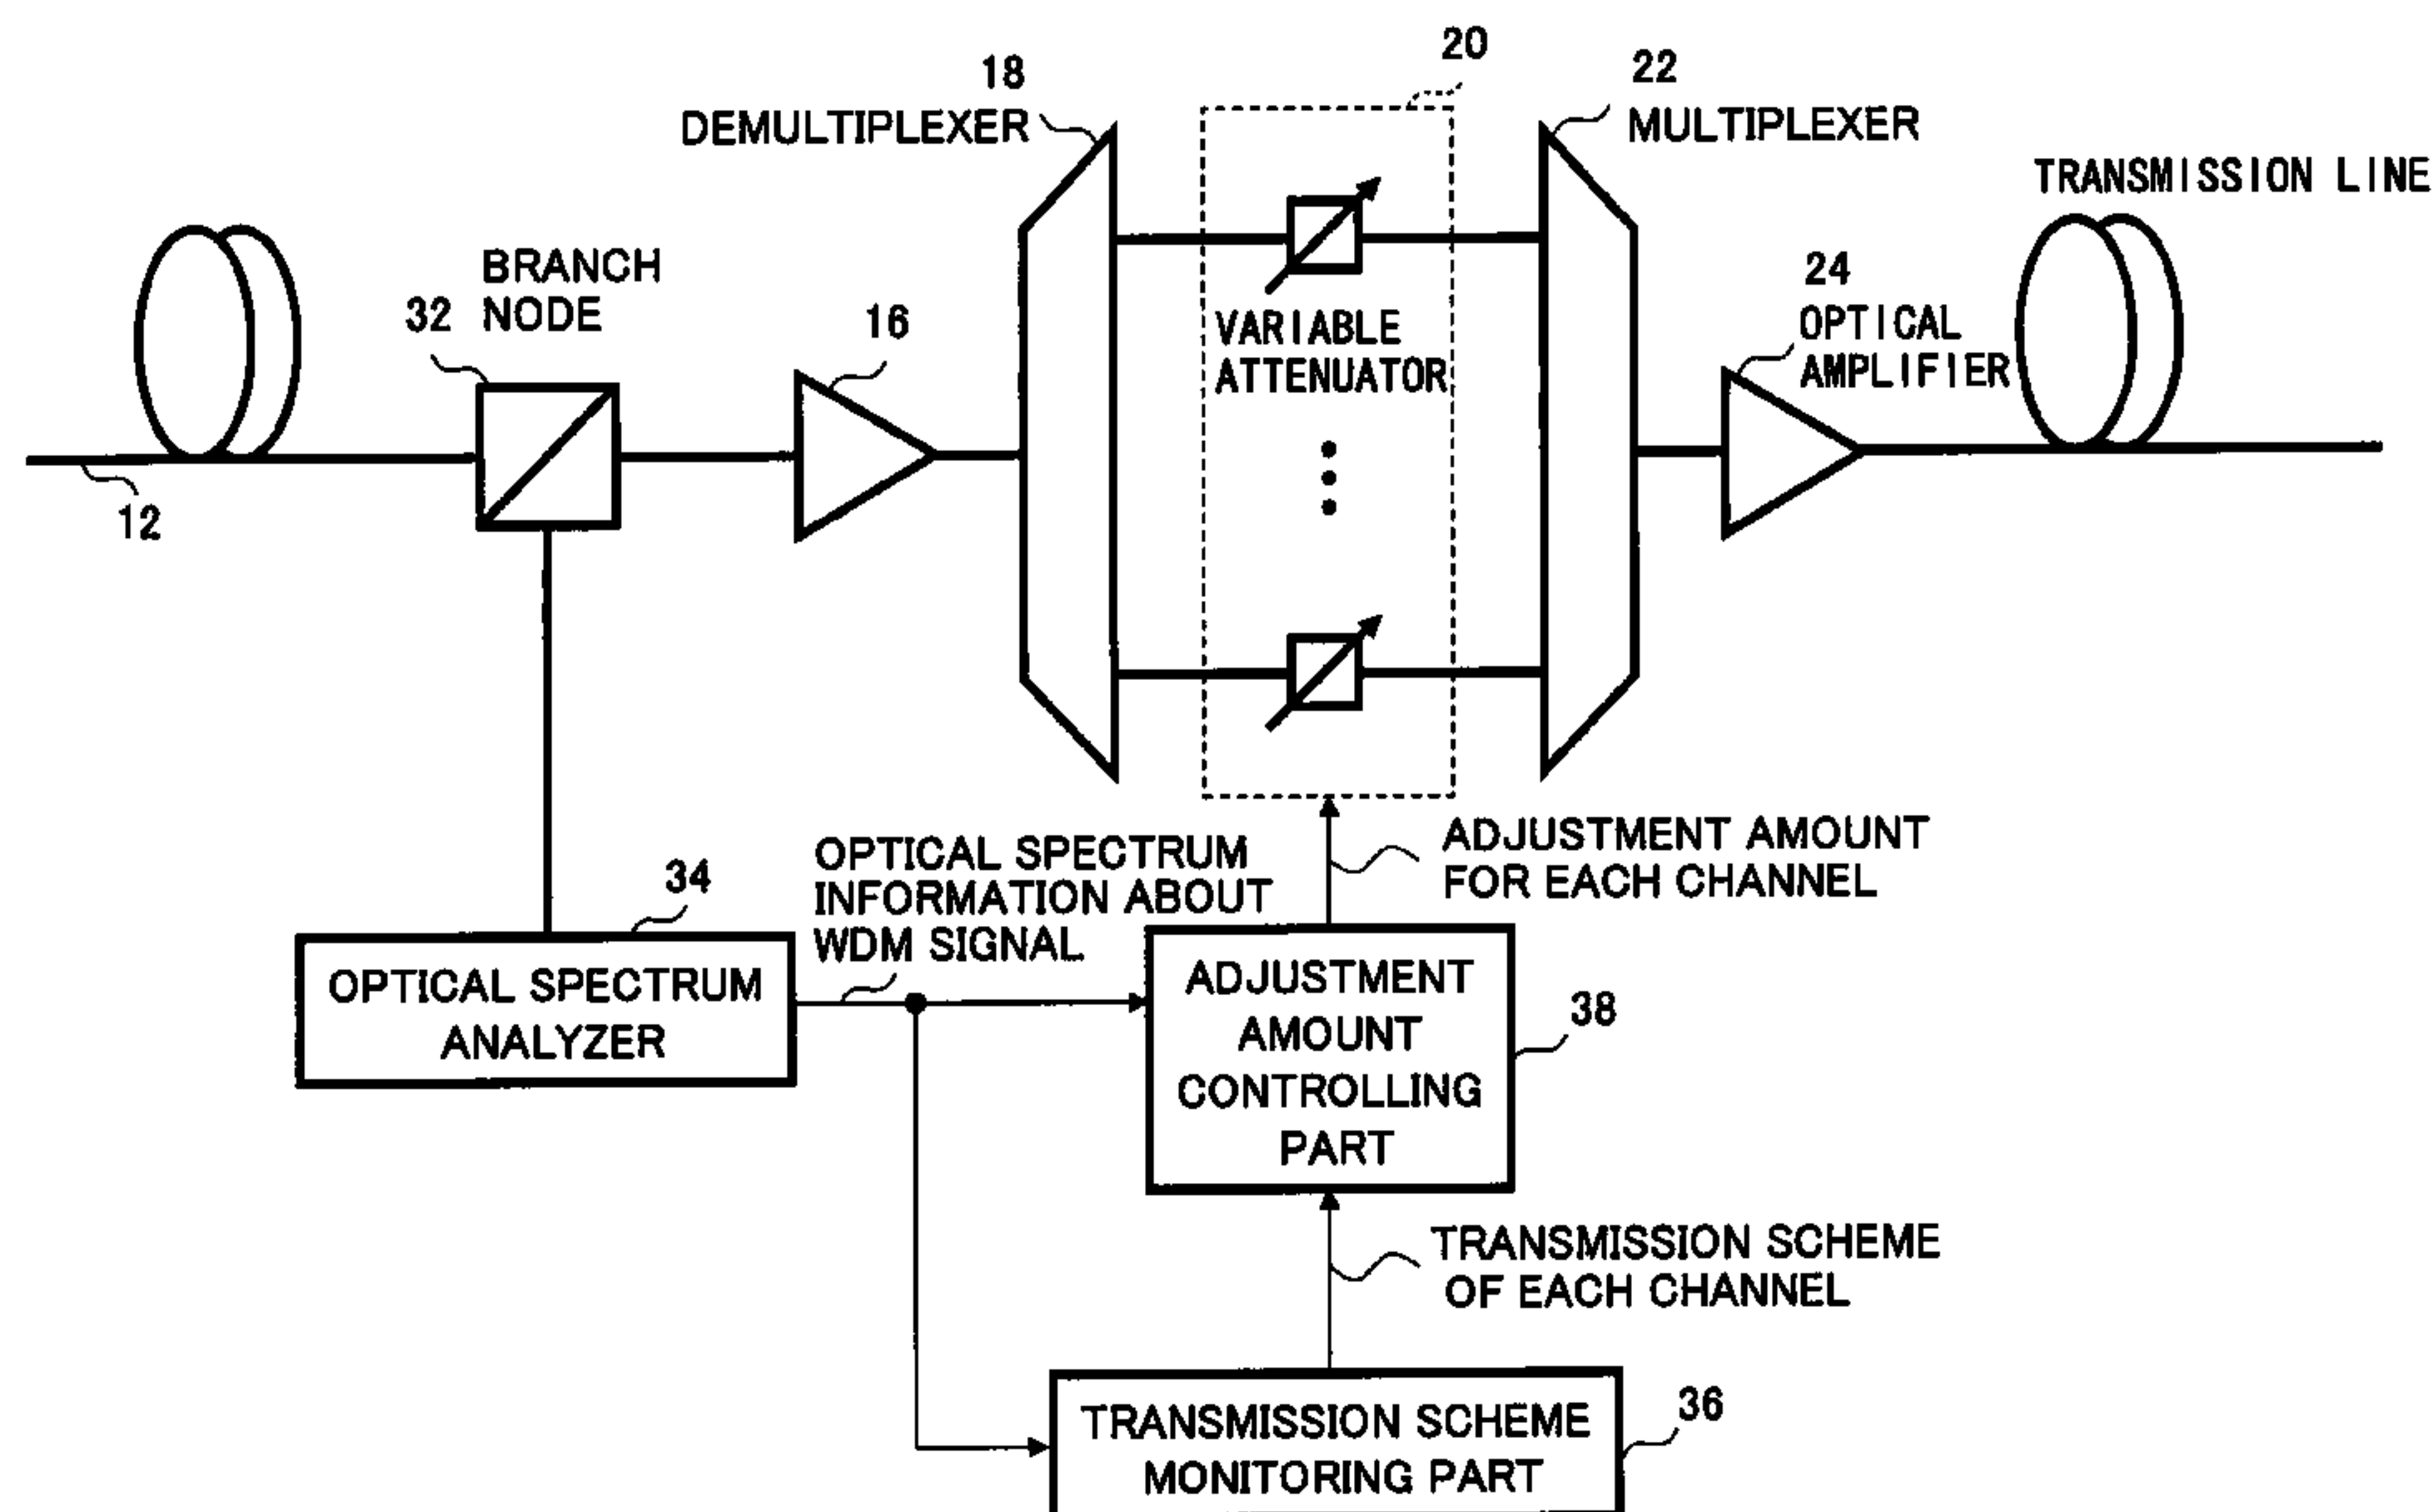 20
18
22
DEMULTIPLEXER
MULTIPLEXER
TRANSMISSION LINE
BRANCH
32 NODE
16
VARIABLE
ATTENUATOR
24
OPTICAL
AMPLIFIER
12
OPTICAL SPECTRUM
INFORMATION ABOUT
WDM SIGNAL
ADJUSTMENT AMOUNT
FOR EACH CHANNEL
34
OPTICAL SPECTRUM
ANALYZER
ADJUSTMENT
AMOUNT
CONTROLLING
PART
38
TRANSMISSION SCHEME
OF EACH CHANNEL
36
TRANSMISSION SCHEME
MONITORING PART